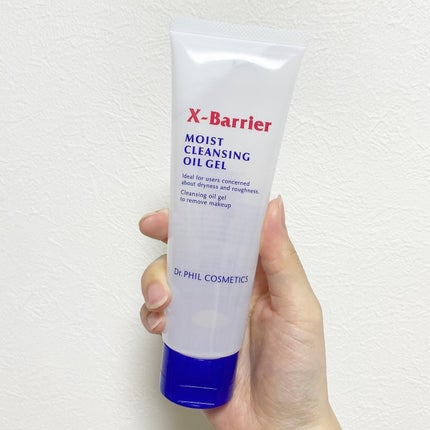 X-Barrier
MOIST
CLEANSING
OIL GEL
Ideal for users concerned
about dryness and roughness.
Cleansing oil gel
to remove makeup
Dr. PHIL COSMETICS